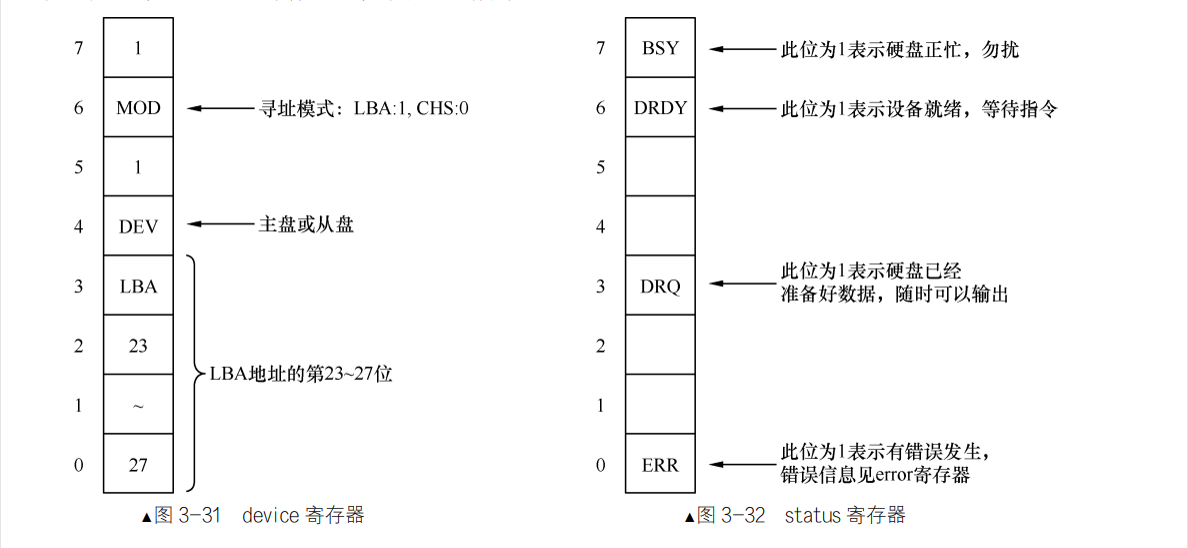 7 1
6 MOD 寻址模式：LBA:1, CHS:0
5 1
4 DEV 主盘或从盘
3 LBA
2 23
LBA地址的第23~27位
1 ~
0 27
▲图 3-31 device 寄存器
7 BSY 此位为1表示硬盘正忙，勿扰
6 DRDY 此位为1表示设备就绪，等待指令
5
4
3 DRQ 此位为1表示硬盘已经
准备好数据，随时可以输出
2
1
0 ERR 此位为1表示有错误发生，
错误信息见error寄存器
▲图 3-32 status 寄存器